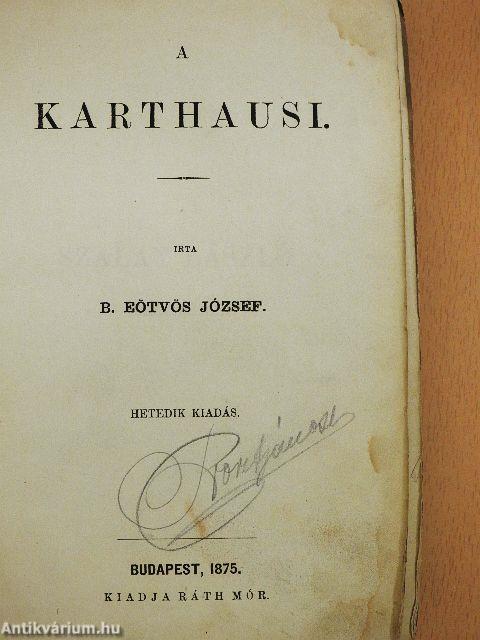 A
KARTHAUSI.
IRTA
B. EÖTVÖS JÓZSEF.
HETEDIK KIADÁS.
BUDAPEST, 1875.
KIADJA RÁTH MÓR.
Antikvárium.hu